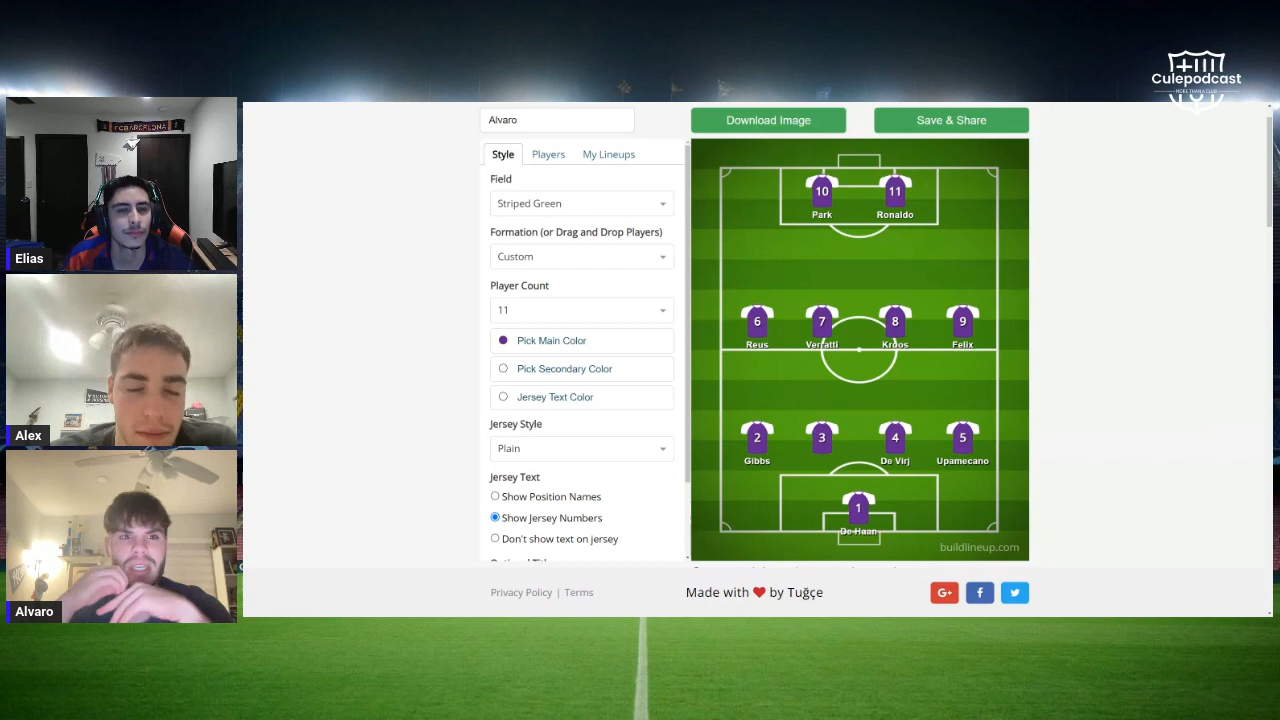 Culepodcast
MORE THAN A CLUB
FCBARCELONA
Elias
Alex
Alvaro
Alvaro
Download Image
Save & Share
Style
Players
My Lineups
Field
Striped Green
Formation (or Drag and Drop Players)
Custom
Player Count
11
Pick Main Color
Pick Secondary Color
Jersey Text Color
Jersey Style
Plain
Jersey Text
Show Position Names
Show Jersey Numbers
Don't show text on jersey
10
11
Park
Ronaldo
6
7
8
9
Reus
Verratti
Kroos
Felix
2
3
4
5
Gibbs
De Virj
Upamecano
1
De Haan
buildlineup.com
Privacy Policy | Terms
Made with ❤ by Tuğçe
G+
f